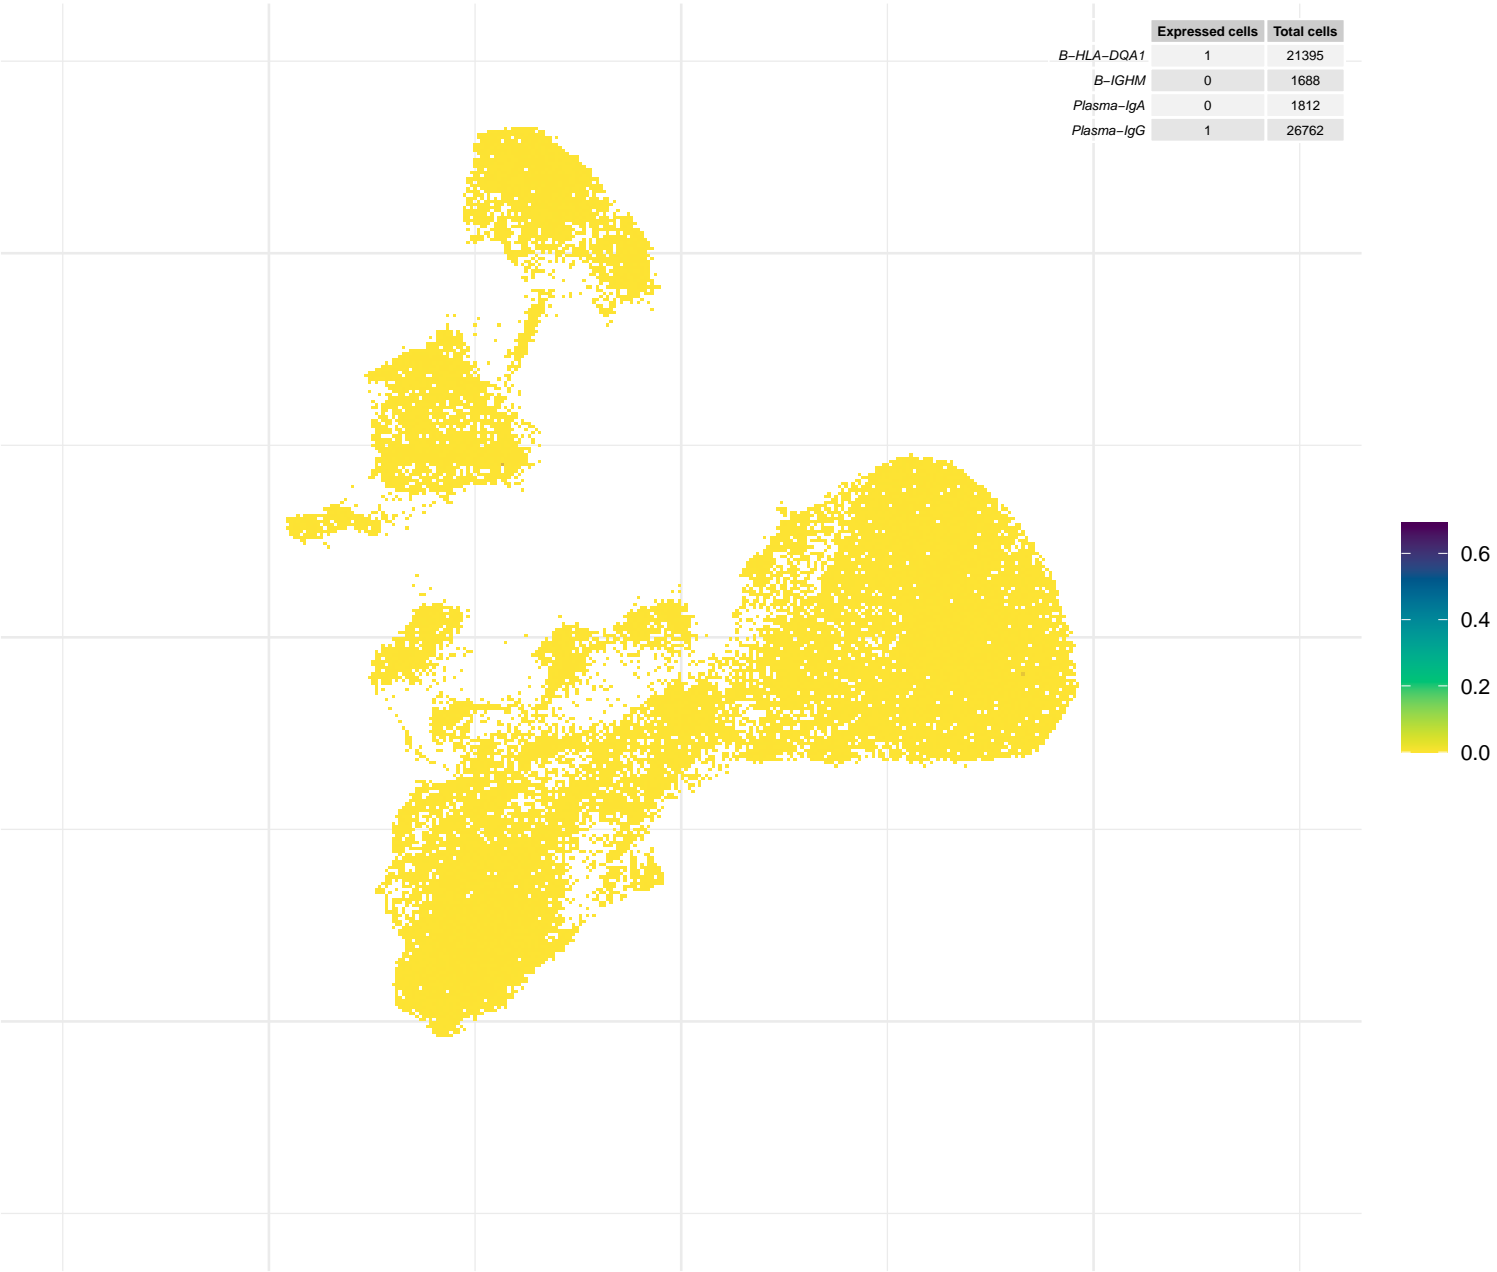 Expressed cells Total cells
B−HLA−DQA1 1 21395
B−IGHM 0 1688
Plasma−IgA 0 1812
Plasma−IgG 1 26762
0.6
0.4
0.2
0.0